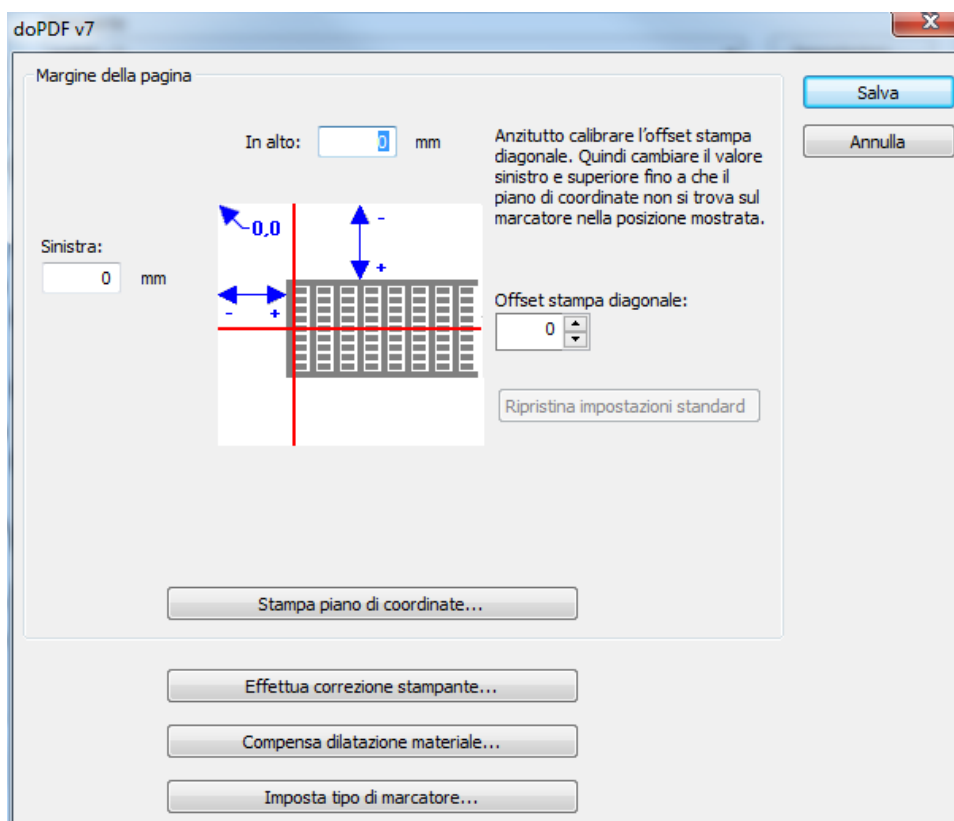 doPDF v7
Margine della pagina
Salva
In alto:
0
mm
Anzitutto calibrare l'offset stampa
diagonale. Quindi cambiare il valore
sinistro e superiore fino a che il
piano di coordinate non si trova sul
marcatore nella posizione mostrata.
Annulla
0,0
-
+
Sinistra:
0
mm
- +
Offset stampa diagonale:
0
Ripristina impostazioni standard
Stampa piano di coordinate...
Effettua correzione stampante...
Compensa dilatazione materiale...
Imposta tipo di marcatore...